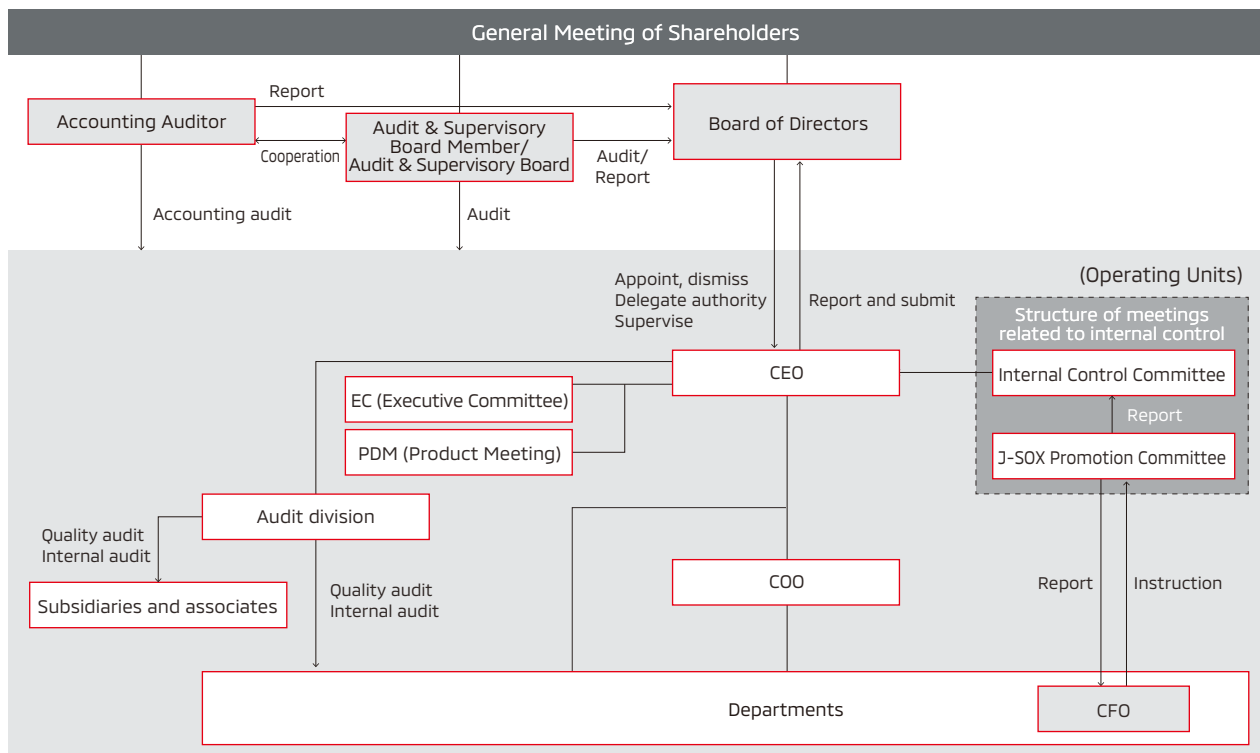 General Meeting of Shareholders
Report
Accounting Auditor
Cooperation
Audit & Supervisory
Board Member/
Audit & Supervisory Board
Audit/
Report
Board of Directors
Accounting audit
Audit
(Operating Units)
Appoint, dismiss
Delegate authority
Supervise
Report and submit
Structure of meetings
related to internal control
CEO
Internal Control Committee
EC (Executive Committee)
Report
PDM (Product Meeting)
J-SOX Promotion Committee
Audit division
Quality audit
Internal audit
Subsidiaries and associates
Quality audit
Internal audit
COO
Report
Instruction
Departments
CFO